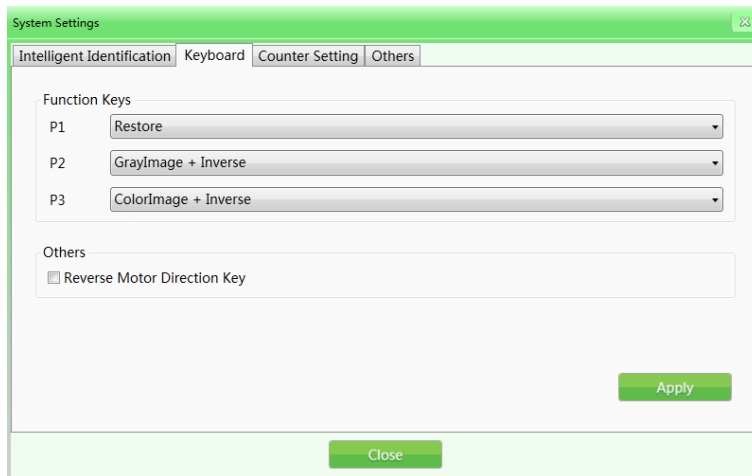 System Settings
Intelligent Identification Keyboard Counter Setting Others
Function Keys
P1 Restore
P2 GrayImage + Inverse
P3 ColorImage + Inverse
Others
Reverse Motor Direction Key
Apply
Close